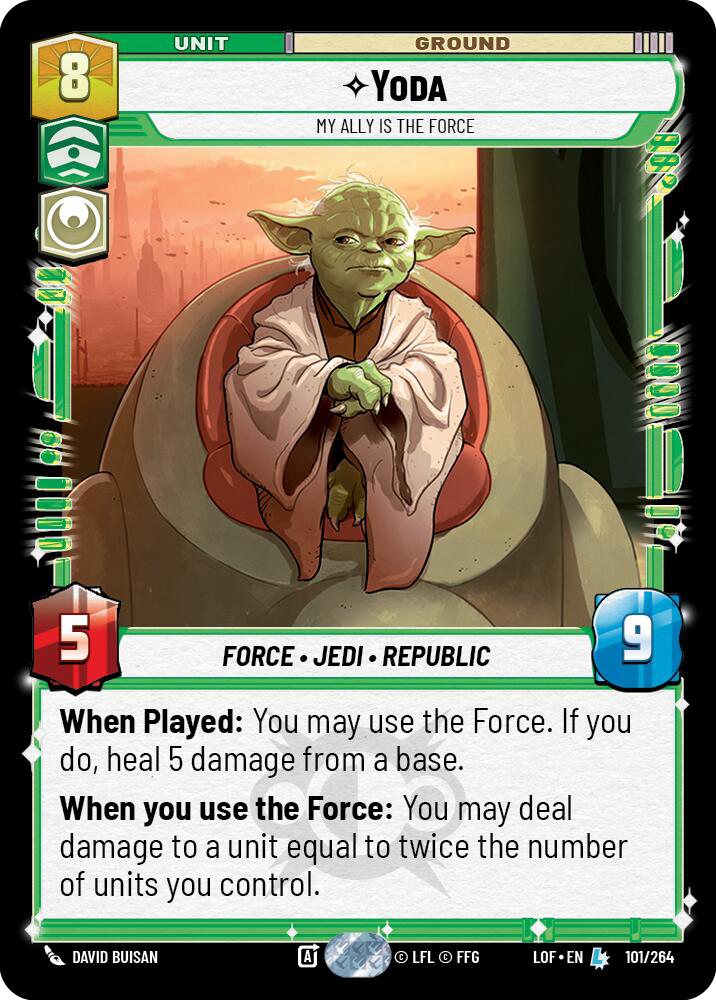 UNIT
GROUND
8
YODA
MY ALLY IS THE FORCE
5
FORCE • JEDI • REPUBLIC
9
When Played: You may use the Force. If you
do, heal 5 damage from a base.
When you use the Force: You may deal
damage to a unit equal to twice the number
of units you control.
DAVID BUISAN
A
© LFL © FFG
LOF • EN
L
101/264